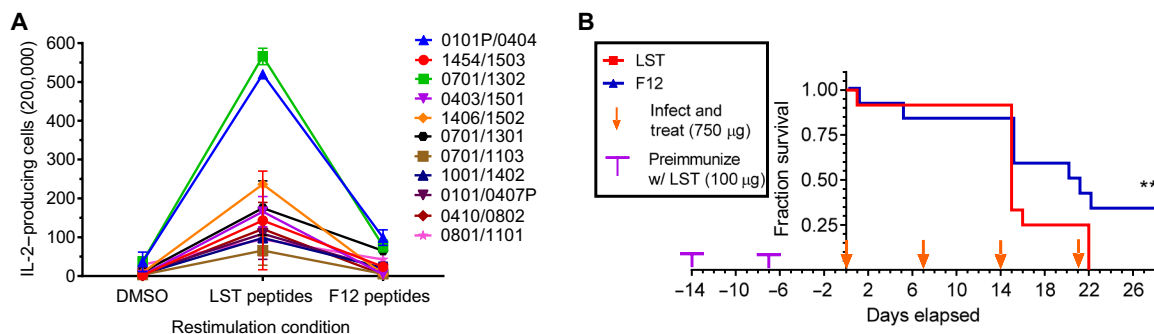 A
IL-2–producing cells (200,000)
600
500
400
300
200
100
0
DMSO
LST peptides
F12 peptides
Restimulation condition
0101P/0404
1454/1503
0701/1302
0403/1501
1406/1502
0701/1301
0701/1103
1001/1402
0101/0407P
0410/0802
0801/1101
B
LST
F12
Infect and
treat (750 µg)
Preimmunize
w/ LST (100 µg)
Fraction survival
1.00
0.75
0.50
0.25
**
−14
−10
−6
−2
2
6
10
14
18
22
26
Days elapsed